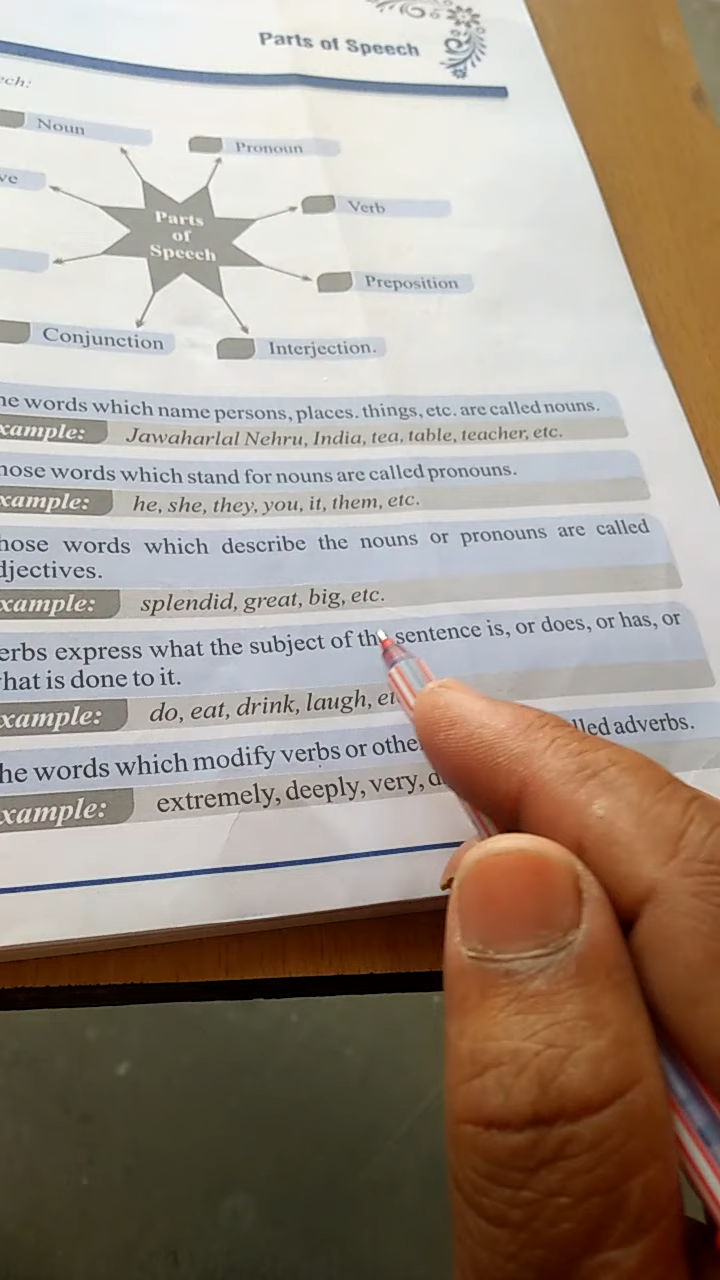 Parts of Speech
ech:
Noun
Pronoun
ve
Verb
Parts
of
Speech
Preposition
Conjunction
Interjection.
he words which name persons, places. things, etc. are called nouns.
xample: Jawaharlal Nehru, India, tea, table, teacher, etc.
hose words which stand for nouns are called pronouns.
xample: he, she, they, you, it, them, etc.
hose words which describe the nouns or pronouns are called
djectives.
xample: splendid, great, big, etc.
erbs express what the subject of the sentence is, or does, or has, or
hat is done to it.
xample: do, eat, drink, laugh, et
he words which modify verbs or othe lled adverbs.
xample: extremely, deeply, very, d